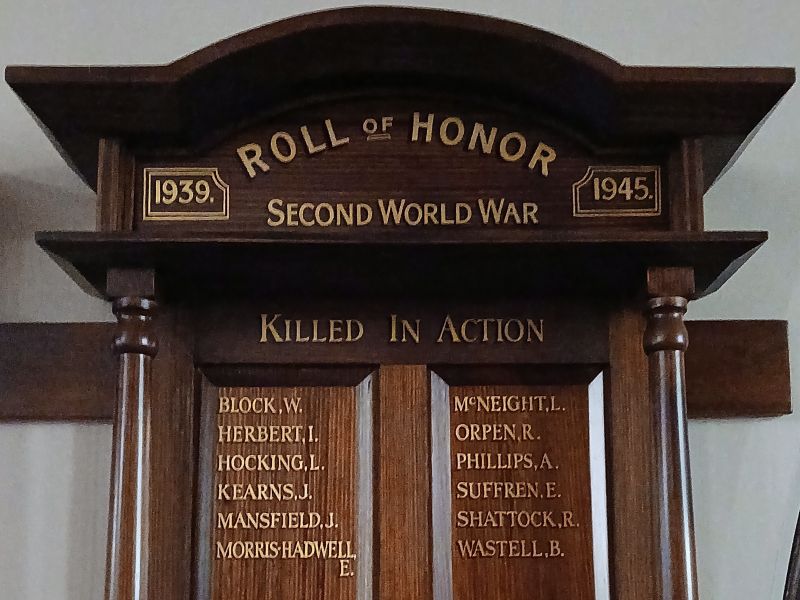 ROLL OF HONOR
1939.
1945.
SECOND WORLD WAR
KILLED IN ACTION
BLOCK, W.
HERBERT, I.
HOCKING, L.
KEARNS, J.
MANSFIELD, J.
MORRIS-HADWELL,
E.
McNEIGHT, L.
ORPEN, R.
PHILLIPS, A.
SUFFREN, E.
SHATTOCK, R.
WASTELL, B.